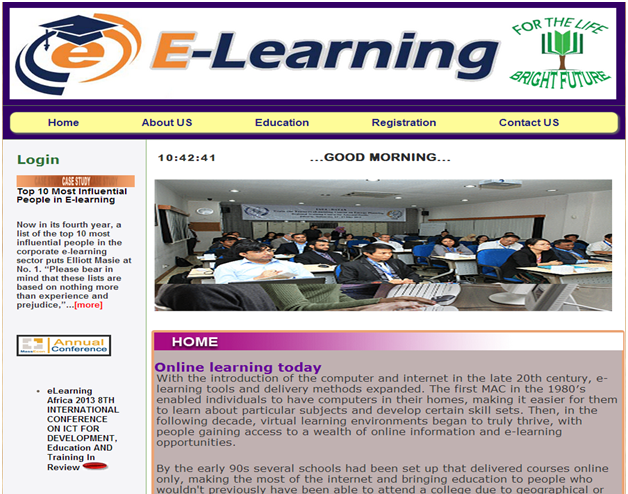 e E-Learning
FOR THE LIFE
BRIGHT FUTURE
Home About US Education Registration Contact US
Login
CASE STUDY
Top 10 Most Influential
People in E-learning
Now in its fourth year, a
list of the top 10 most
influential people in the
corporate e-learning
sector puts Elliott Masie at
No. 1. “Please bear in
mind that these lists are
based on nothing more
than experience and
prejudice,”...[more]
Annual
Conference
• eLearning
Africa 2013 8TH
INTERNATIONAL
CONFERENCE
ON ICT FOR
DEVELOPMENT,
Education AND
Training In
Review
10:42:41 ...GOOD MORNING...
HOME
Online learning today
With the introduction of the computer and internet in the late 20th century, e-
learning tools and delivery methods expanded. The first MAC in the 1980’s
enabled individuals to have computers in their homes, making it easier for them
to learn about particular subjects and develop certain skill sets. Then, in the
following decade, virtual learning environments began to truly thrive, with
people gaining access to a wealth of online information and e-learning
opportunities.
By the early 90s several schools had been set up that delivered courses online
only, making the most of the internet and bringing education to people who
wouldn't previously have been able to attend a college due to geographical or